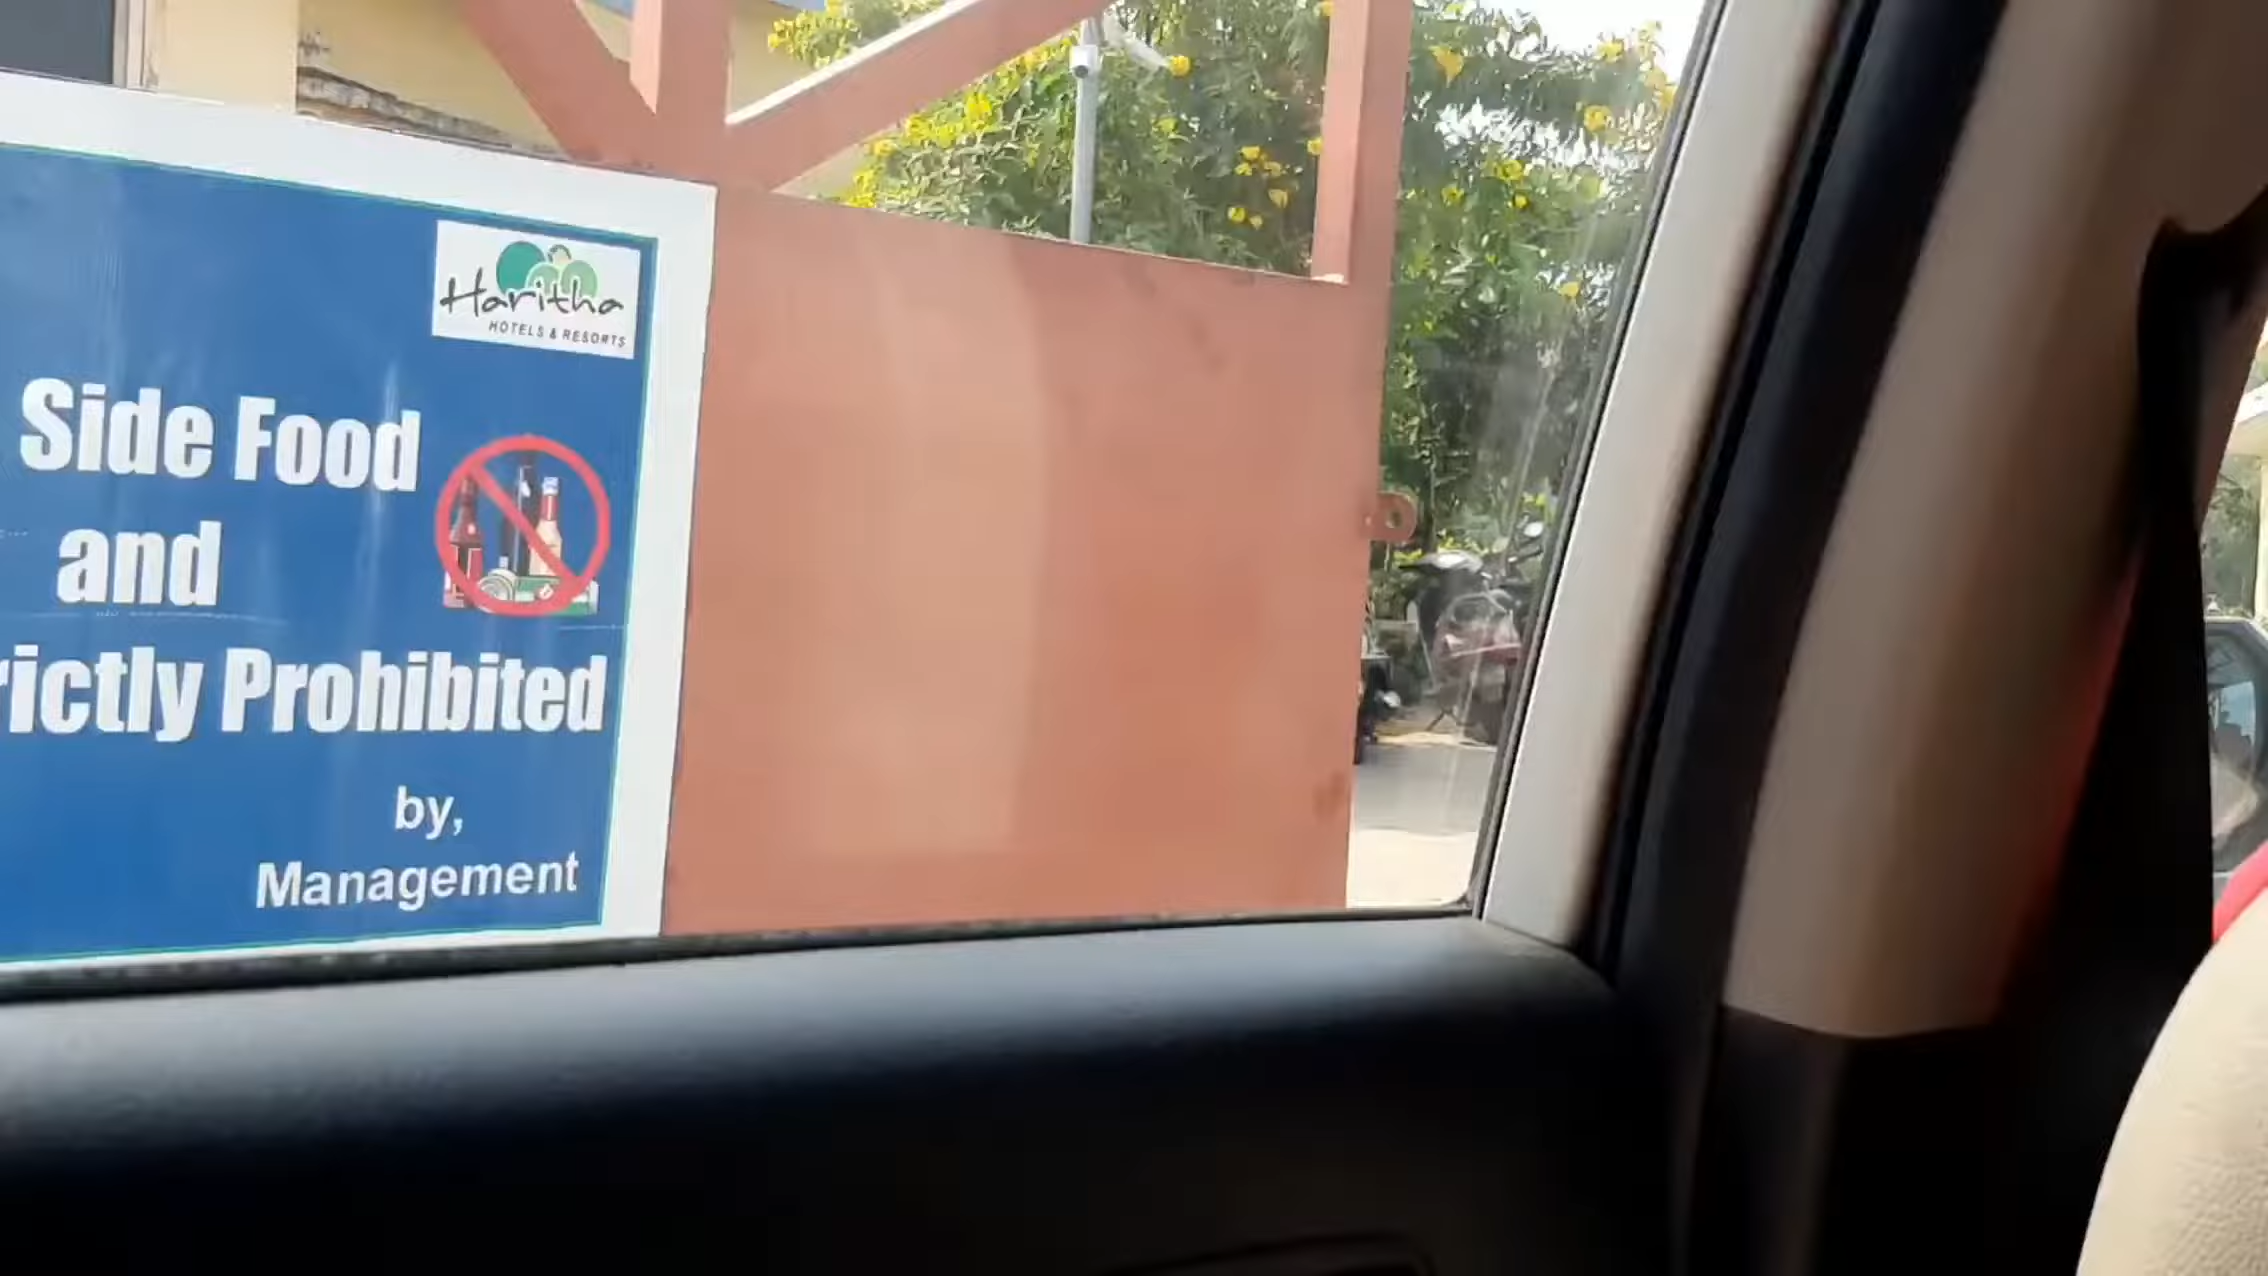 Haritha
HOTELS & RESORTS
Side Food
and
rictly Prohibited
by,
Management